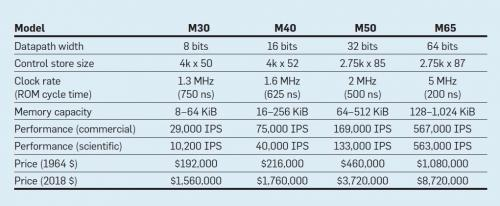 Model M30 M40 M50 M65
Datapath width 8 bits 16 bits 32 bits 64 bits
Control store size 4k x 50 4k x 52 2.75k x 85 2.75k x 87
Clock rate 1.3 MHz 1.6 MHz 2 MHz 5 MHz
(ROM cycle time) (750 ns) (625 ns) (500 ns) (200 ns)
Memory capacity 8–64 KiB 16–256 KiB 64–512 KiB 128–1,024 KiB
Performance (commercial) 29,000 IPS 75,000 IPS 169,000 IPS 567,000 IPS
Performance (scientific) 10,200 IPS 40,000 IPS 133,000 IPS 563,000 IPS
Price (1964 $) $192,000 $216,000 $460,000 $1,080,000
Price (2018 $) $1,560,000 $1,760,000 $3,720,000 $8,720,000